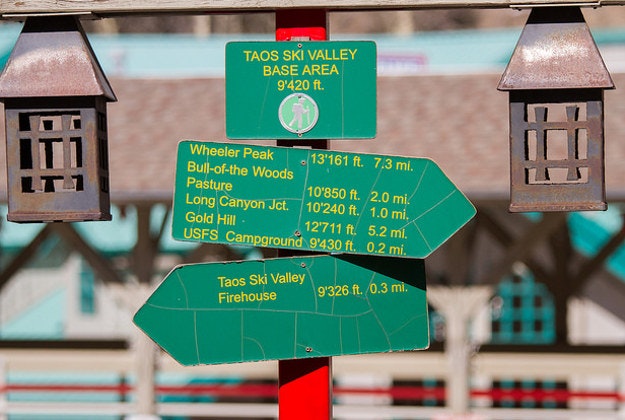 TAOS SKI VALLEY
BASE AREA
9'420 ft.
Wheeler Peak 13'161 ft. 7.3 mi.
Bull-of the Woods
Pasture 10'850 ft. 2.0 mi.
Long Canyon Jct. 10'240 ft. 1.0 mi.
Gold Hill 12'711 ft. 5.2 mi.
USFS Campground 9'430 ft. 0.2 mi.
Taos Ski Valley
Firehouse 9'326 ft. 0.3 mi.